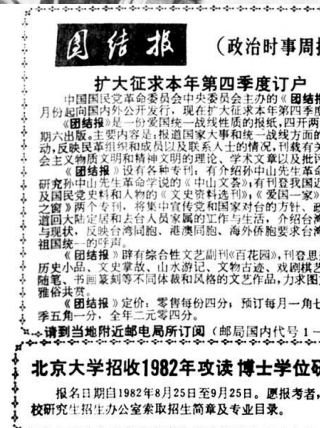 团结报
（政治时事周报
扩大征求本年第四季度订户
中国国民党革命委员会中央委员会主办的《团结
月份起向国内外公开发行，现在扩大征求本年第四季度
《团结报》是一份爱国统一战线性质的报纸，四开两
期六出版。主要内容是：报道国家大事和统一战线方面的
动，反映民革组织和成员以及联系人士的情况，刊载有关
会主义物质文明和精神文明的理论、学术文章以及批评
《团结报》设有各种专刊，有介绍孙中山先生革命
研究孙中山先生革命学说的《中山文荟》；有刊登我国近
及国民党史料和人物的《文史资料选刊》；《爱国一家》
之窗》两个专刊，将集中宣传党和国家对台的方针、政
道回大陆定居和去台人员家属的工作与生活，介绍台湾
与现状，反映台湾同胞、港澳同胞、海外侨胞要求台湾
祖国统一的呼声。
《团结报》辟有综合性文艺副刊《百花园》，刊登思
历史小品、文史掌故、山水游记、文物古迹、戏剧棋艺
随笔、书画篆刻等不同体裁和风格的文艺作品，力求图文
雅俗共赏。
《团结报》定价：零售每份四分；预订每月一角七
季五角一分，全年二元零四分。
请到当地附近邮电局所订阅（邮局国内代号1－
北京大学招收1982年攻读博士学位研
报名日期自1982年8月25日至9月25日。愿报考者，
校研究生招生办公室索取招生简章及专业目录。